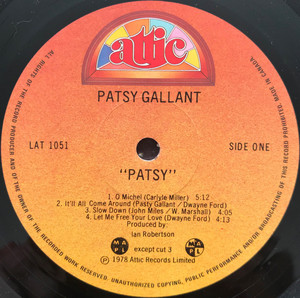 attic
PATSY GALLANT
LAT 1051
SIDE ONE
"PATSY"
1. O Michel (Carlyle Miller) 5:12
2. It'll All Come Around (Pasty Gallant / Dwayne Ford)
3. Slow Down (John Miles / W. Marshall) 4:05
4. Let Me Free Your Love (Dwayne Ford) 4:13
Produced by:
Ian Robertson
M A P L
except cut 3
M A P L
℗ 1978 Attic Records Limited
ALL RIGHTS OF THE RECORD PRODUCER AND OF THE OWNER OF THE RECORDED WORK RESERVED. UNAUTHORIZED COPYING, PUBLIC PERFORMANCE AND/OR BROADCASTING OF THIS RECORD PROHIBITED. MADE IN CANADA.